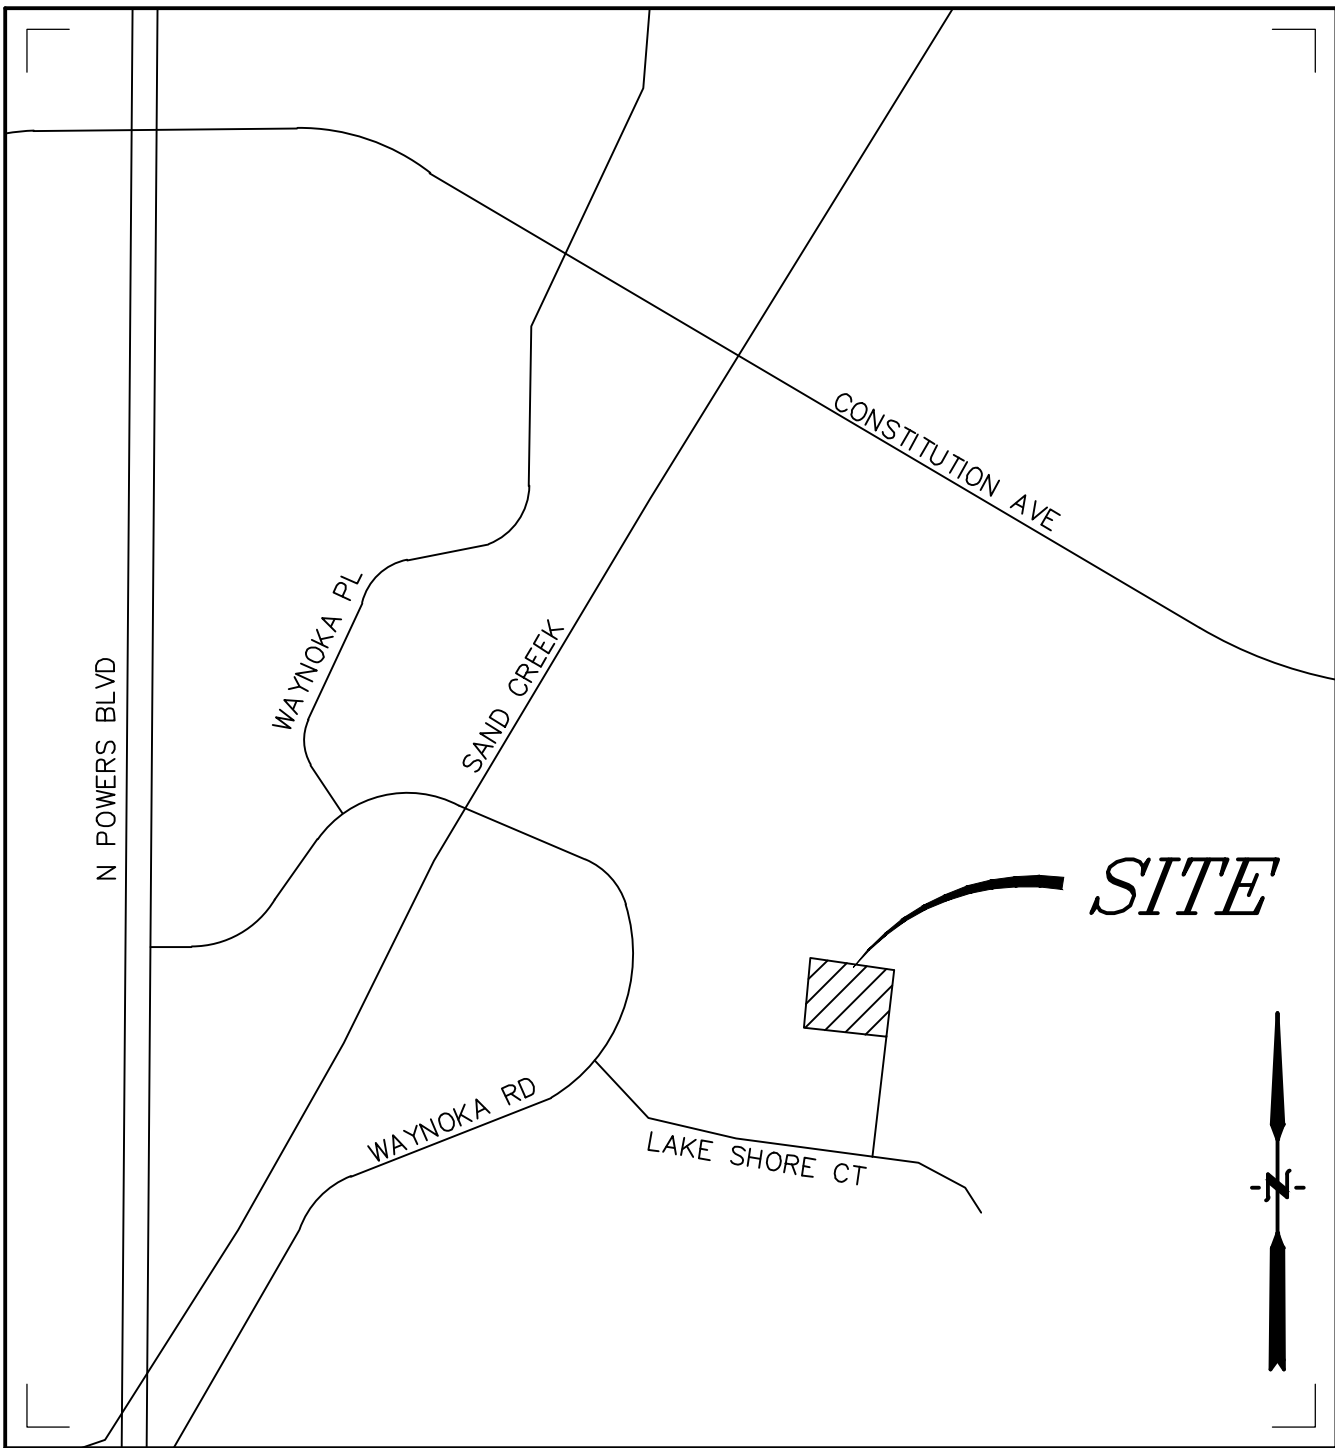 CONSTITUTION AVE
WAYNOKA PL
SAND CREEK
N POWERS BLVD
SITE
WAYNOKA RD
LAKE SHORE CT
N